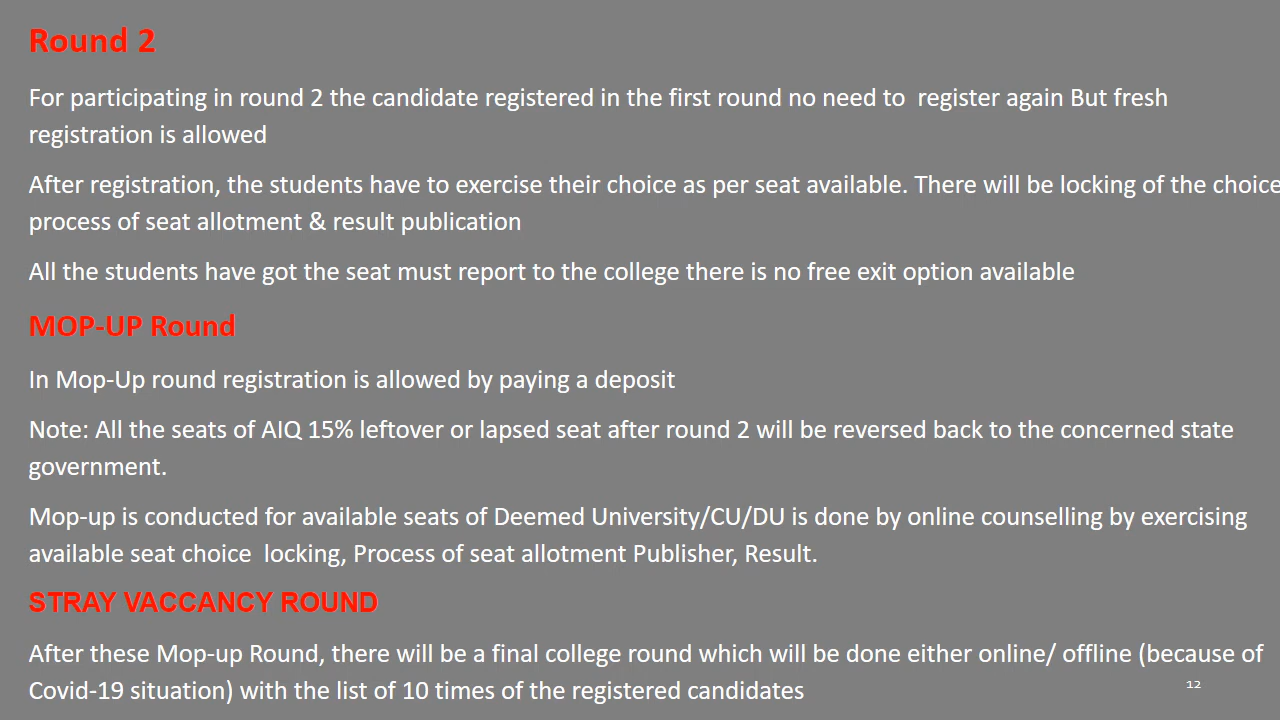 Round 2
For participating in round 2 the candidate registered in the first round no need to  register again But fresh
registration is allowed
After registration, the students have to exercise their choice as per seat available. There will be locking of the choice
process of seat allotment & result publication
All the students have got the seat must report to the college there is no free exit option available
MOP-UP Round
In Mop-Up round registration is allowed by paying a deposit
Note: All the seats of AIQ 15% leftover or lapsed seat after round 2 will be reversed back to the concerned state
government.
Mop-up is conducted for available seats of Deemed University/CU/DU is done by online counselling by exercising
available seat choice  locking, Process of seat allotment Publisher, Result.
STRAY VACCANCY ROUND
After these Mop-up Round, there will be a final college round which will be done either online/ offline (because of
Covid-19 situation) with the list of 10 times of the registered candidates
12